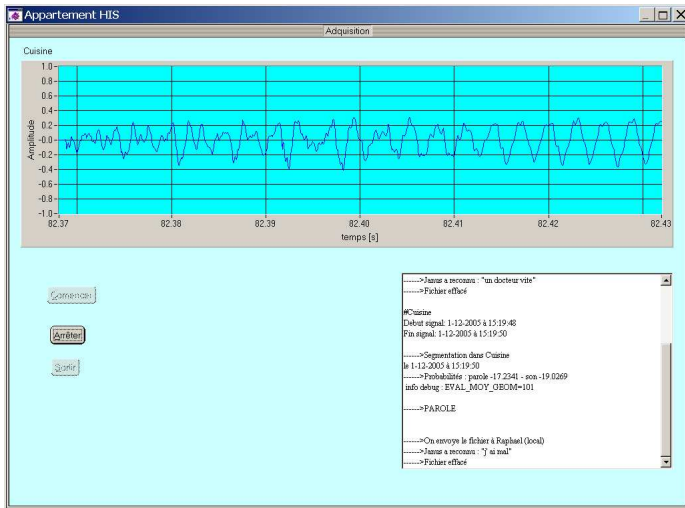 Appartement HIS
Adquisition
Cuisine
1.0
0.8
0.6
0.4
0.2
-0.0
-0.2
-0.4
-0.6
-0.8
-1.0
Amplitude
82.37 82.38 82.39 82.40 82.41 82.42 82.43
temps [s]
Comencer
Arrêter
Sortir
------>Janus a reconnu : "un docteur vite"
------>Fichier effacé
#Cuisine
Debut signal: 1-12-2005 à 15:19:48
Fin signal: 1-12-2005 à 15:19:50
------>Segmentation dans Cuisine
le 1-12-2005 à 15:19:50
------>Probabilités : parole -17.2341 - son -19.0269
info debug : EVAL_MOY_GEOM=101
------>PAROLE
------>On envoye le fichier à Raphael (local)
------>Janus a reconnu : "j' ai mal"
------>Fichier effacé